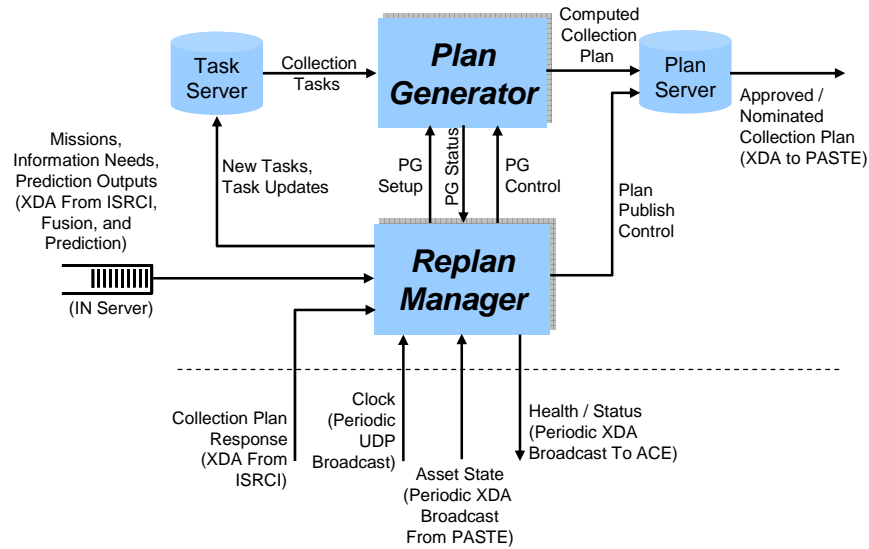 Task
Server
Collection
Tasks
Plan
Generator
Computed
Collection
Plan
Plan
Server
Approved /
Nominated
Collection Plan
(XDA to PASTE)
Missions,
Information Needs,
Prediction Outputs
(XDA From ISRCI,
Fusion, and
Prediction)
New Tasks,
Task Updates
PG
Setup
PG Status
PG
Control
Plan
Publish
Control
Replan
Manager
(IN Server)
Collection Plan
Response
(XDA From
ISRCI)
Clock
(Periodic
UDP
Broadcast)
Asset State
(Periodic XDA
Broadcast
From PASTE)
Health / Status
(Periodic XDA
Broadcast To ACE)